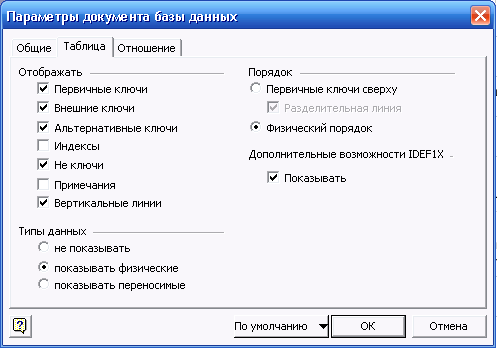 Параметры документа базы данных
Общие Таблица Отношение
Отображать
Первичные ключи
Внешние ключи
Альтернативные ключи
Индексы
Не ключи
Примечания
Вертикальные линии
Типы данных
не показывать
показывать физические
показывать переносимые
Порядок
Первичные ключи сверху
Разделительная линия
Физический порядок
Дополнительные возможности IDEF1X
Показывать
? По умолчанию OK Отмена